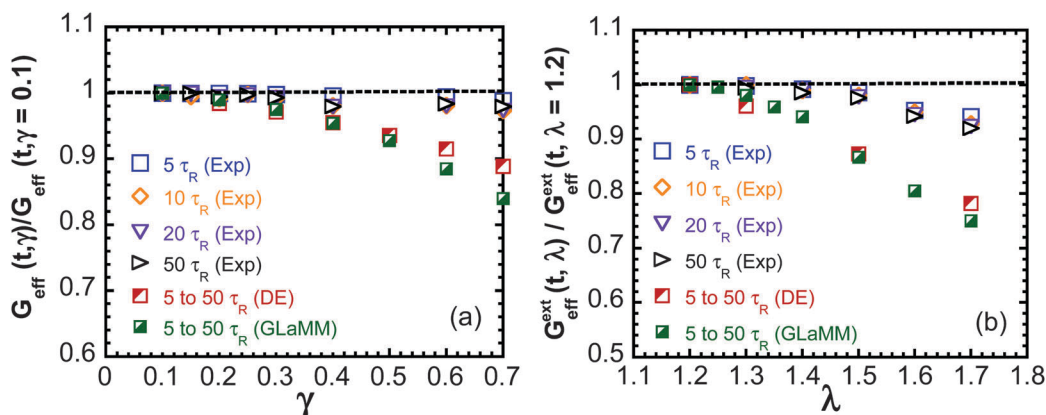 G_eff (t,γ)/G_eff (t,γ = 0.1)
1.1
1
0.9
0.8
0.7
0.6
5 τ_R (Exp)
10 τ_R (Exp)
20 τ_R (Exp)
50 τ_R (Exp)
5 to 50 τ_R (DE)
5 to 50 τ_R (GLaMM)
(a)
0 0.1 0.2 0.3 0.4 0.5 0.6 0.7
γ
G_eff^ext (t, λ) / G_eff^ext (t, λ = 1.2)
1.1
1
0.9
0.8
0.7
0.6
0.5
5 τ_R (Exp)
10 τ_R (Exp)
20 τ_R (Exp)
50 τ_R (Exp)
5 to 50 τ_R (DE)
5 to 50 τ_R (GLaMM)
(b)
1.1 1.2 1.3 1.4 1.5 1.6 1.7 1.8
λ